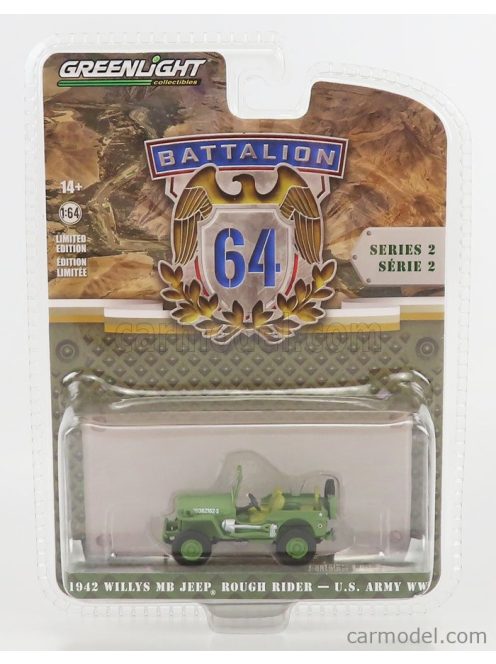 GREENLIGHT
collectibles
BATTALION
64
14+
1:64
LIMITED
EDITION
ÉDITION
LIMITÉE
SERIES 2
SÉRIE 2
carmodel.com
1942 WILLYS MB JEEP® ROUGH RIDER — U.S. ARMY WW
carmodel.com